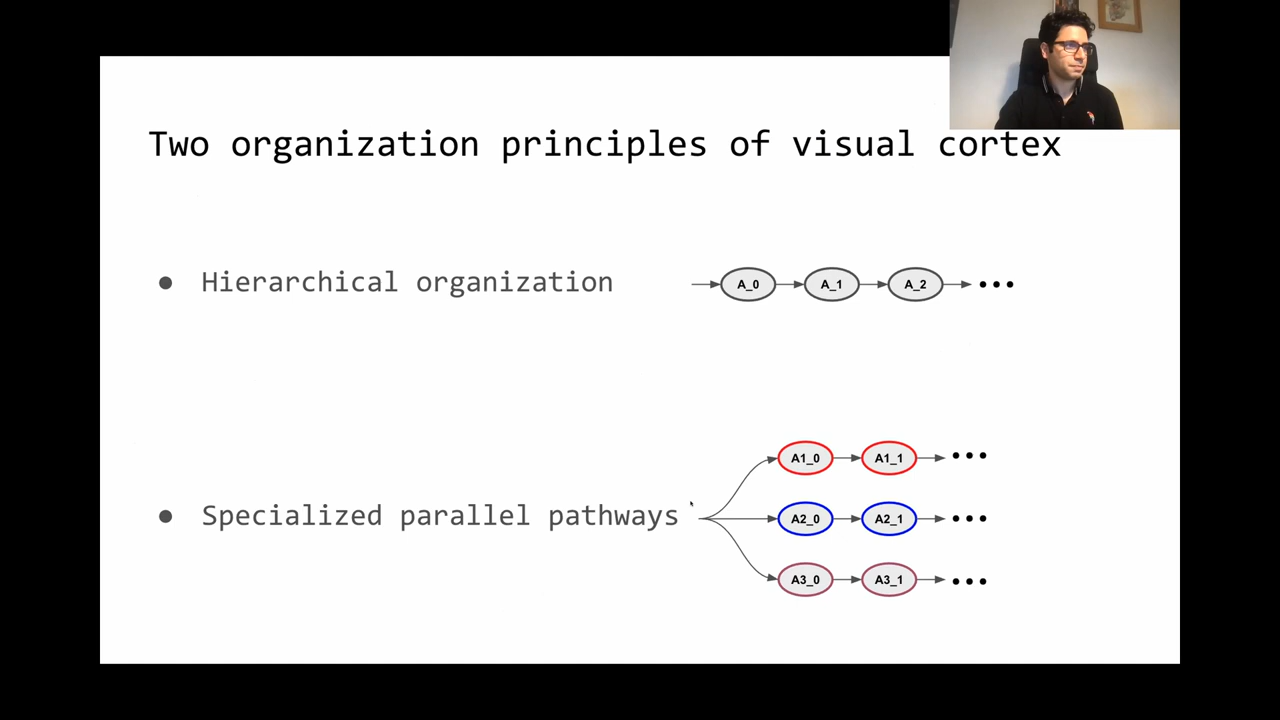 Two organization principles of visual cortex
● Hierarchical organization
A_0 A_1 A_2 •••
A1_0 A1_1 •••
● Specialized parallel pathways
A2_0 A2_1 •••
A3_0 A3_1 •••